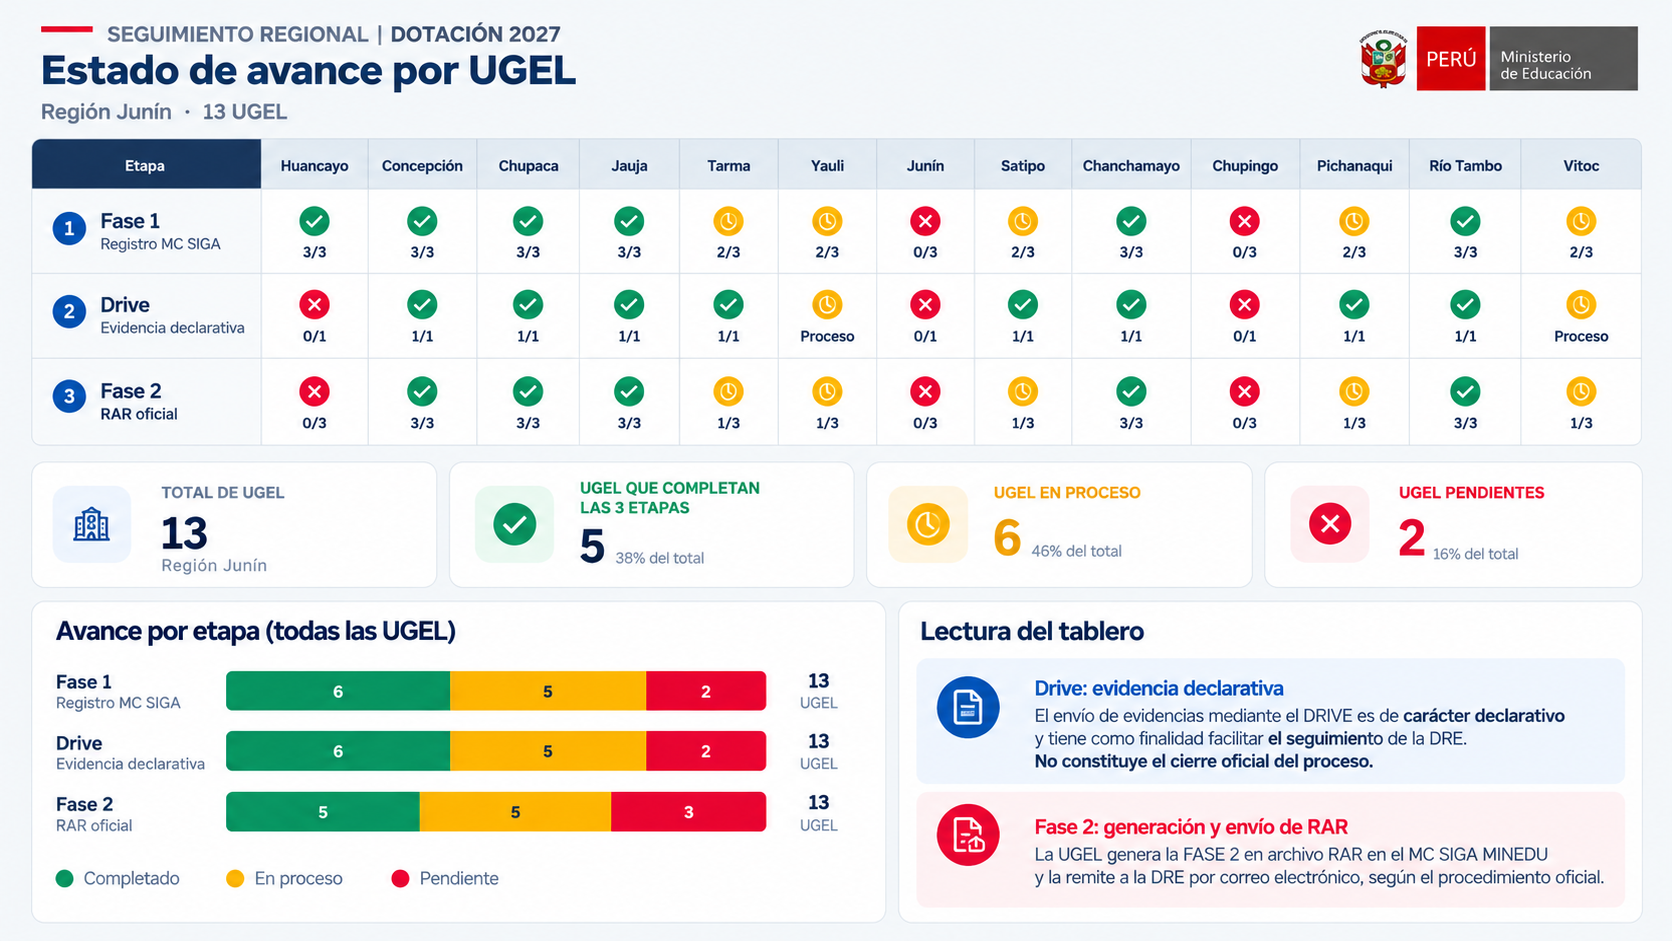 SEGUIMIENTO REGIONAL | DOTACIÓN 2027
Estado de avance por UGEL
Región Junín · 13 UGEL
PERÚ
Ministerio
de Educación
Etapa Huancayo Concepción Chupaca Jauja Tarma Yauli Junín Satipo Chanchamayo Chupingo Pichanaqui Río Tambo Vitoc
1 Fase 1
Registro MC SIGA
3/3 3/3 3/3 3/3 2/3 2/3 0/3 2/3 3/3 0/3 2/3 3/3 2/3
2 Drive
Evidencia declarativa
0/1 1/1 1/1 1/1 1/1 Proceso 0/1 1/1 1/1 0/1 1/1 1/1 Proceso
3 Fase 2
RAR oficial
0/3 3/3 3/3 3/3 1/3 1/3 0/3 1/3 3/3 0/3 1/3 3/3 1/3
TOTAL DE UGEL
13
Región Junín
UGEL QUE COMPLETAN
LAS 3 ETAPAS
5 38% del total
UGEL EN PROCESO
6 46% del total
UGEL PENDIENTES
2 16% del total
Avance por etapa (todas las UGEL)
Fase 1
Registro MC SIGA
6 5 2
13
UGEL
Drive
Evidencia declarativa
6 5 2
13
UGEL
Fase 2
RAR oficial
5 5 3
13
UGEL
Completado En proceso Pendiente
Lectura del tablero
Drive: evidencia declarativa
El envío de evidencias mediante el DRIVE es de carácter declarativo
y tiene como finalidad facilitar el seguimiento de la DRE.
No constituye el cierre oficial del proceso.
Fase 2: generación y envío de RAR
La UGEL genera la FASE 2 en archivo RAR en el MC SIGA MINEDU
y la remite a la DRE por correo electrónico, según el procedimiento oficial.